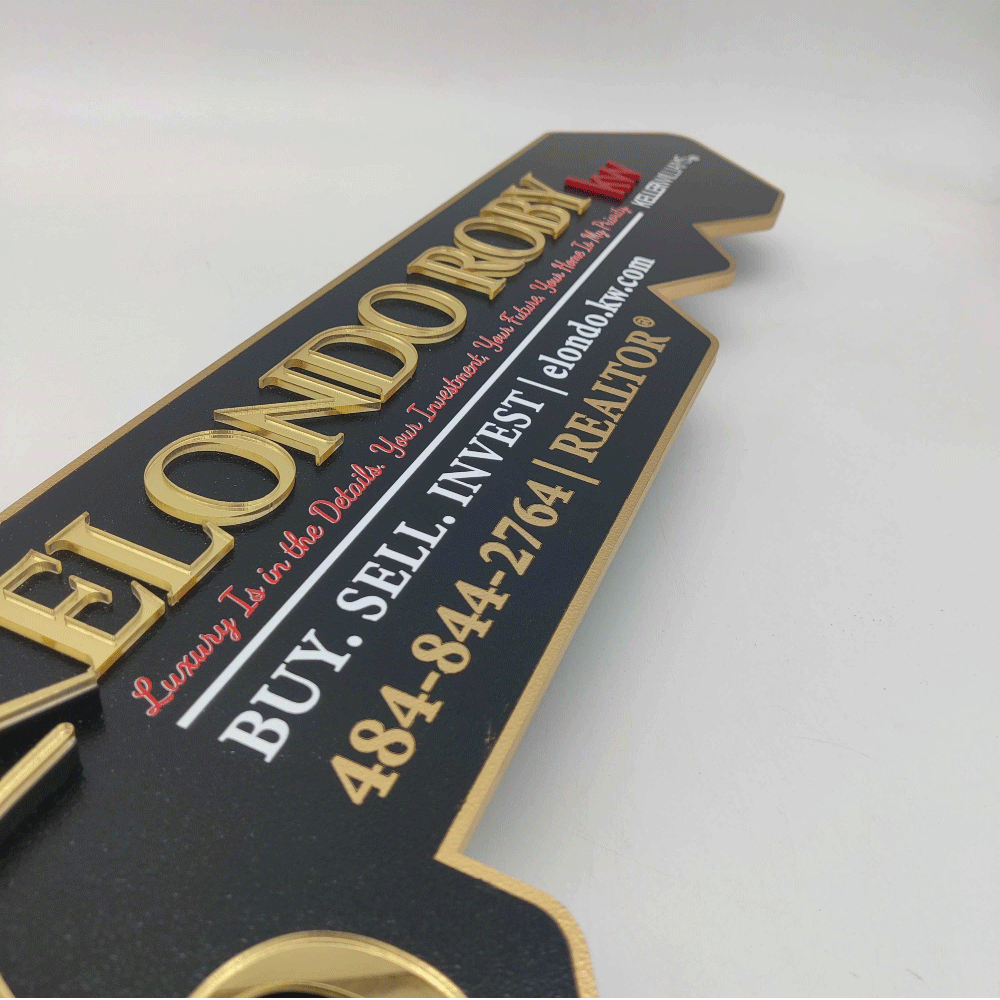 ELONDO ROBY kw
KELLERWILLIAMS®
Luxury Is in the Details. Your Investment, Your Future, Your Home Is My Priority.
BUY. SELL. INVEST | elondo.kw.com
484-844-2764 | REALTOR®